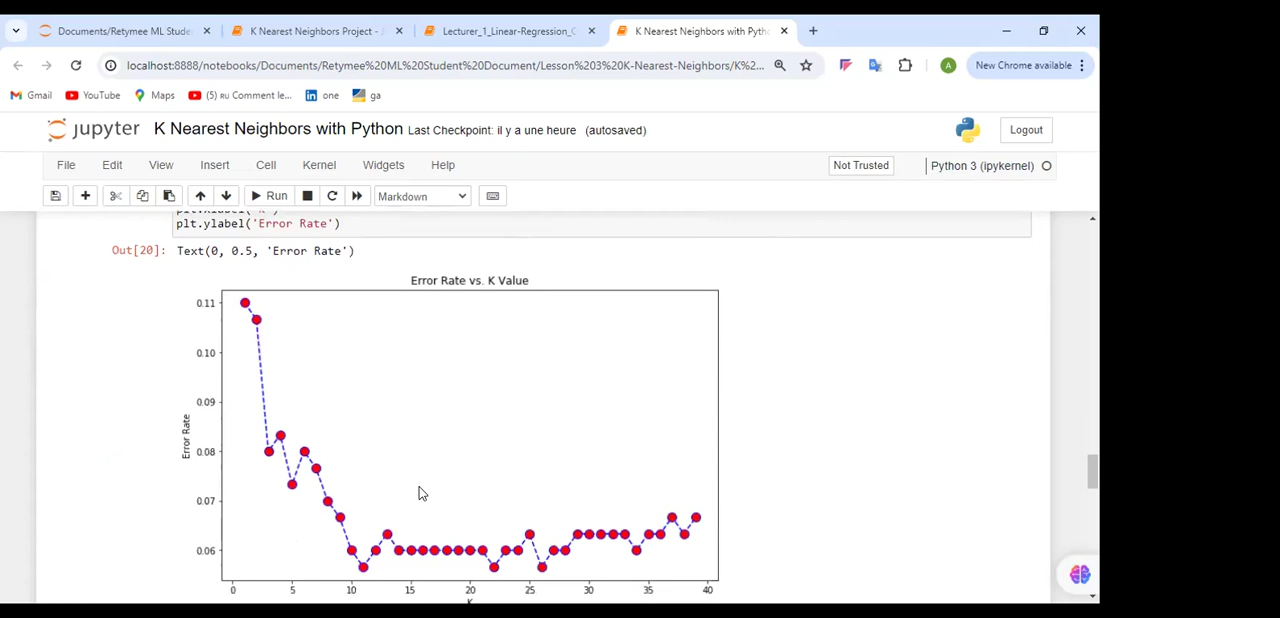 Documents/Retymee ML Stude
K Nearest Neighbors Project - A
Lecturer_1_Linear-Regression_C
K Nearest Neighbors with Pytho
localhost:8888/notebooks/Documents/Retymee%20ML%20Student%20Document/Lesson%203%20K-Nearest-Neighbors/K%2...
New Chrome available
Gmail YouTube Maps (5) ru Comment le... one ga
jupyter K Nearest Neighbors with Python Last Checkpoint: il y a une heure (autosaved)
Logout
File Edit View Insert Cell Kernel Widgets Help
Not Trusted
Python 3 (ipykernel)
Run
Markdown
plt.ylabel('Error Rate')
Out[20]: Text(0, 0.5, 'Error Rate')
Error Rate vs. K Value
0.11
0.10
0.09
0.08
0.07
0.06
Error Rate
0 5 10 15 20 25 30 35 40